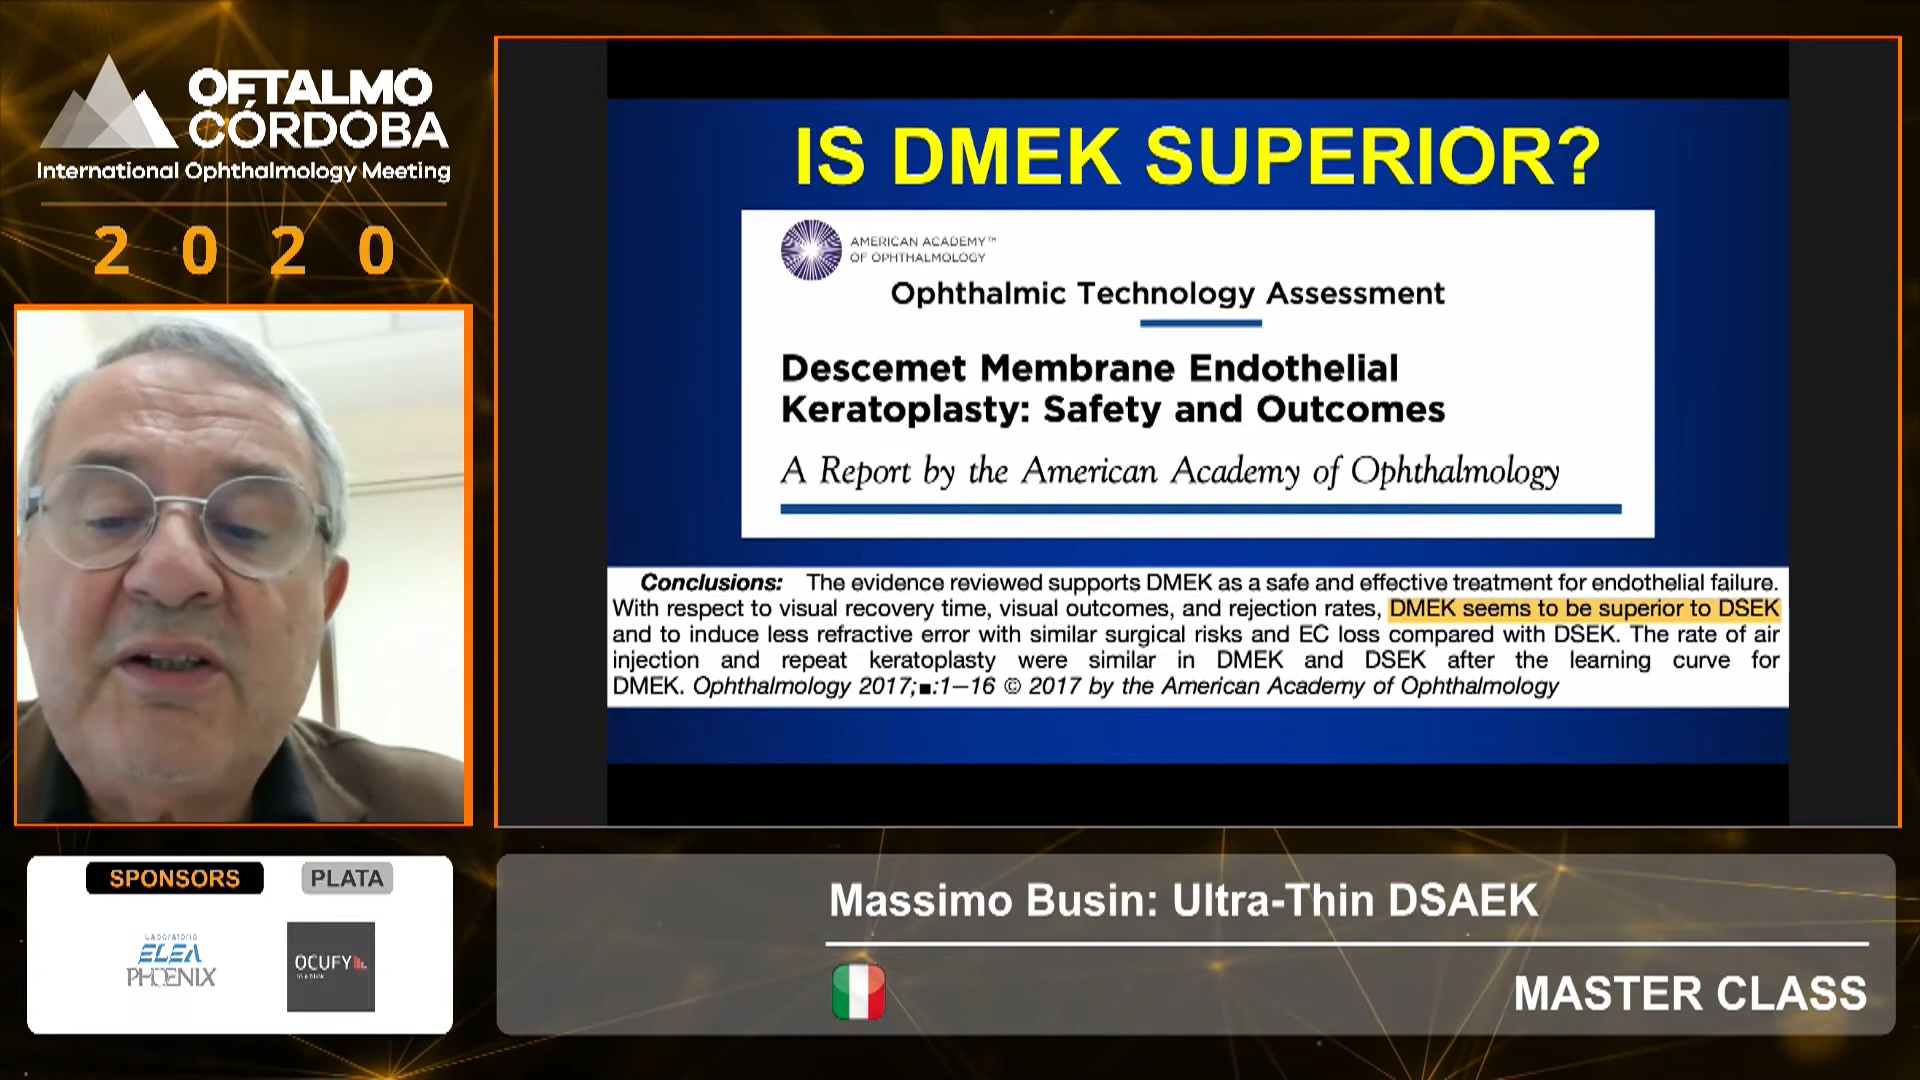 OFTALMO
CÓRDOBA
International Ophthalmology Meeting
2020
IS DMEK SUPERIOR?
AMERICAN ACADEMY™
OF OPHTHALMOLOGY
Ophthalmic Technology Assessment
Descemet Membrane Endothelial
Keratoplasty: Safety and Outcomes
A Report by the American Academy of Ophthalmology
Conclusions: The evidence reviewed supports DMEK as a safe and effective treatment for endothelial failure.
With respect to visual recovery time, visual outcomes, and rejection rates, DMEK seems to be superior to DSEK
and to induce less refractive error with similar surgical risks and EC loss compared with DSEK. The rate of air
injection and repeat keratoplasty were similar in DMEK and DSEK after the learning curve for
DMEK. Ophthalmology 2017;■:1–16 © 2017 by the American Academy of Ophthalmology
SPONSORS
PLATA
Laboratorio
ELEA
PHOENIX
OCUFY
Massimo Busin: Ultra-Thin DSAEK
MASTER CLASS